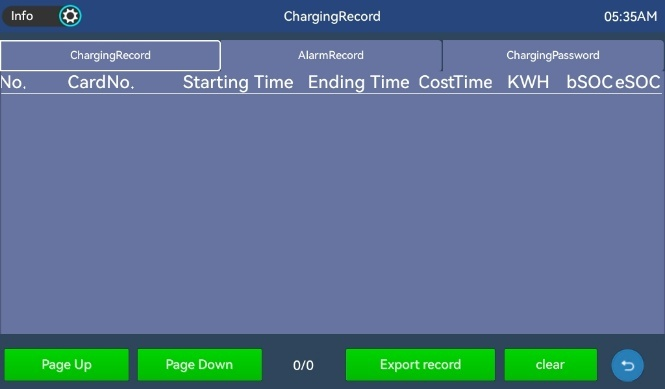 Info ChargingRecord 05:35AM
ChargingRecord AlarmRecord ChargingPassword
No. CardNo. Starting Time Ending Time CostTime KWH bSOC eSOC
Page Up Page Down 0/0 Export record clear